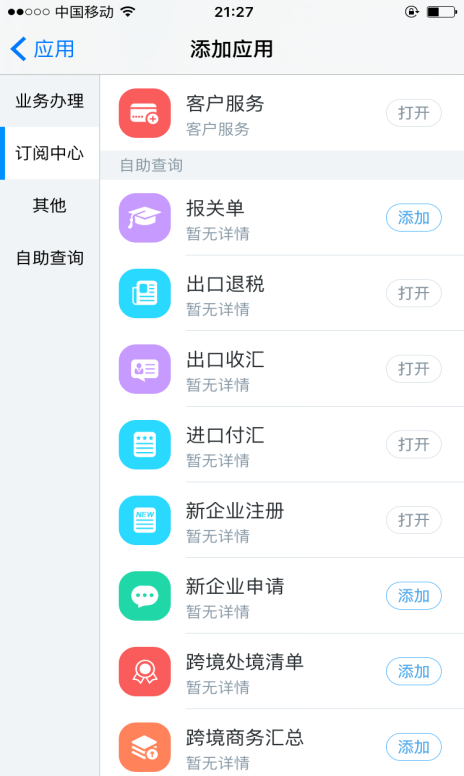 中国移动
21:27
应用
添加应用
业务办理
订阅中心
其他
自助查询
客户服务
客户服务
打开
自助查询
报关单
暂无详情
添加
出口退税
暂无详情
打开
出口收汇
暂无详情
打开
进口付汇
暂无详情
打开
NEW
新企业注册
暂无详情
打开
新企业申请
暂无详情
添加
跨境处境清单
暂无详情
添加
跨境商务汇总
暂无详情
添加